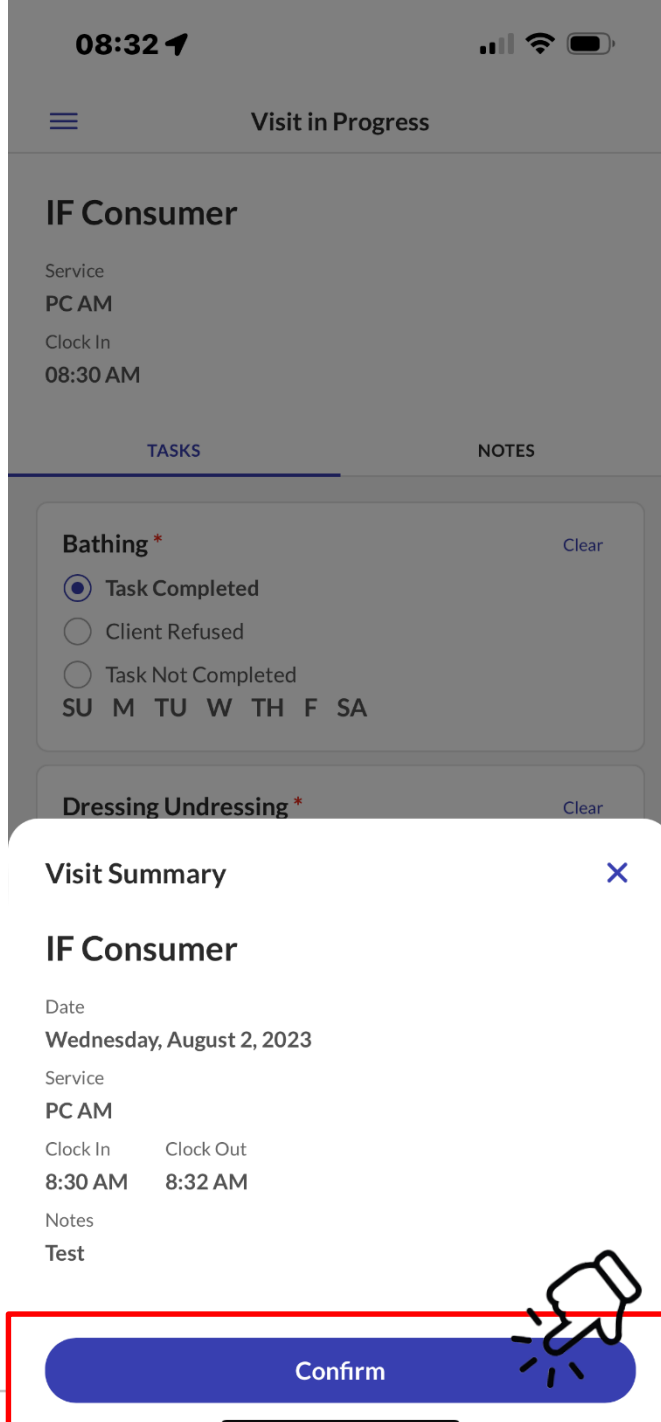 08:32
Visit in Progress
IF Consumer
Service
PC AM
Clock In
08:30 AM
TASKS NOTES
Bathing * Clear
Task Completed
Client Refused
Task Not Completed
SU M TU W TH F SA
Dressing Undressing * Clear
Visit Summary
IF Consumer
Date
Wednesday, August 2, 2023
Service
PC AM
Clock In Clock Out
8:30 AM 8:32 AM
Notes
Test
Confirm